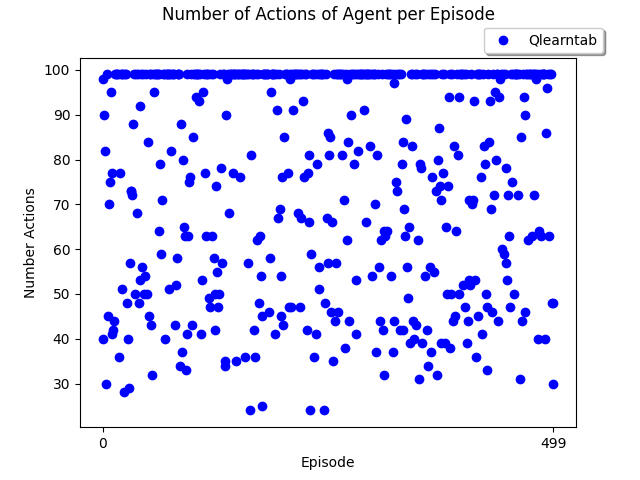 Number of Actions of Agent per Episode
Qlearntab
100
90
80
70
60
50
40
30
Number Actions
0 499
Episode